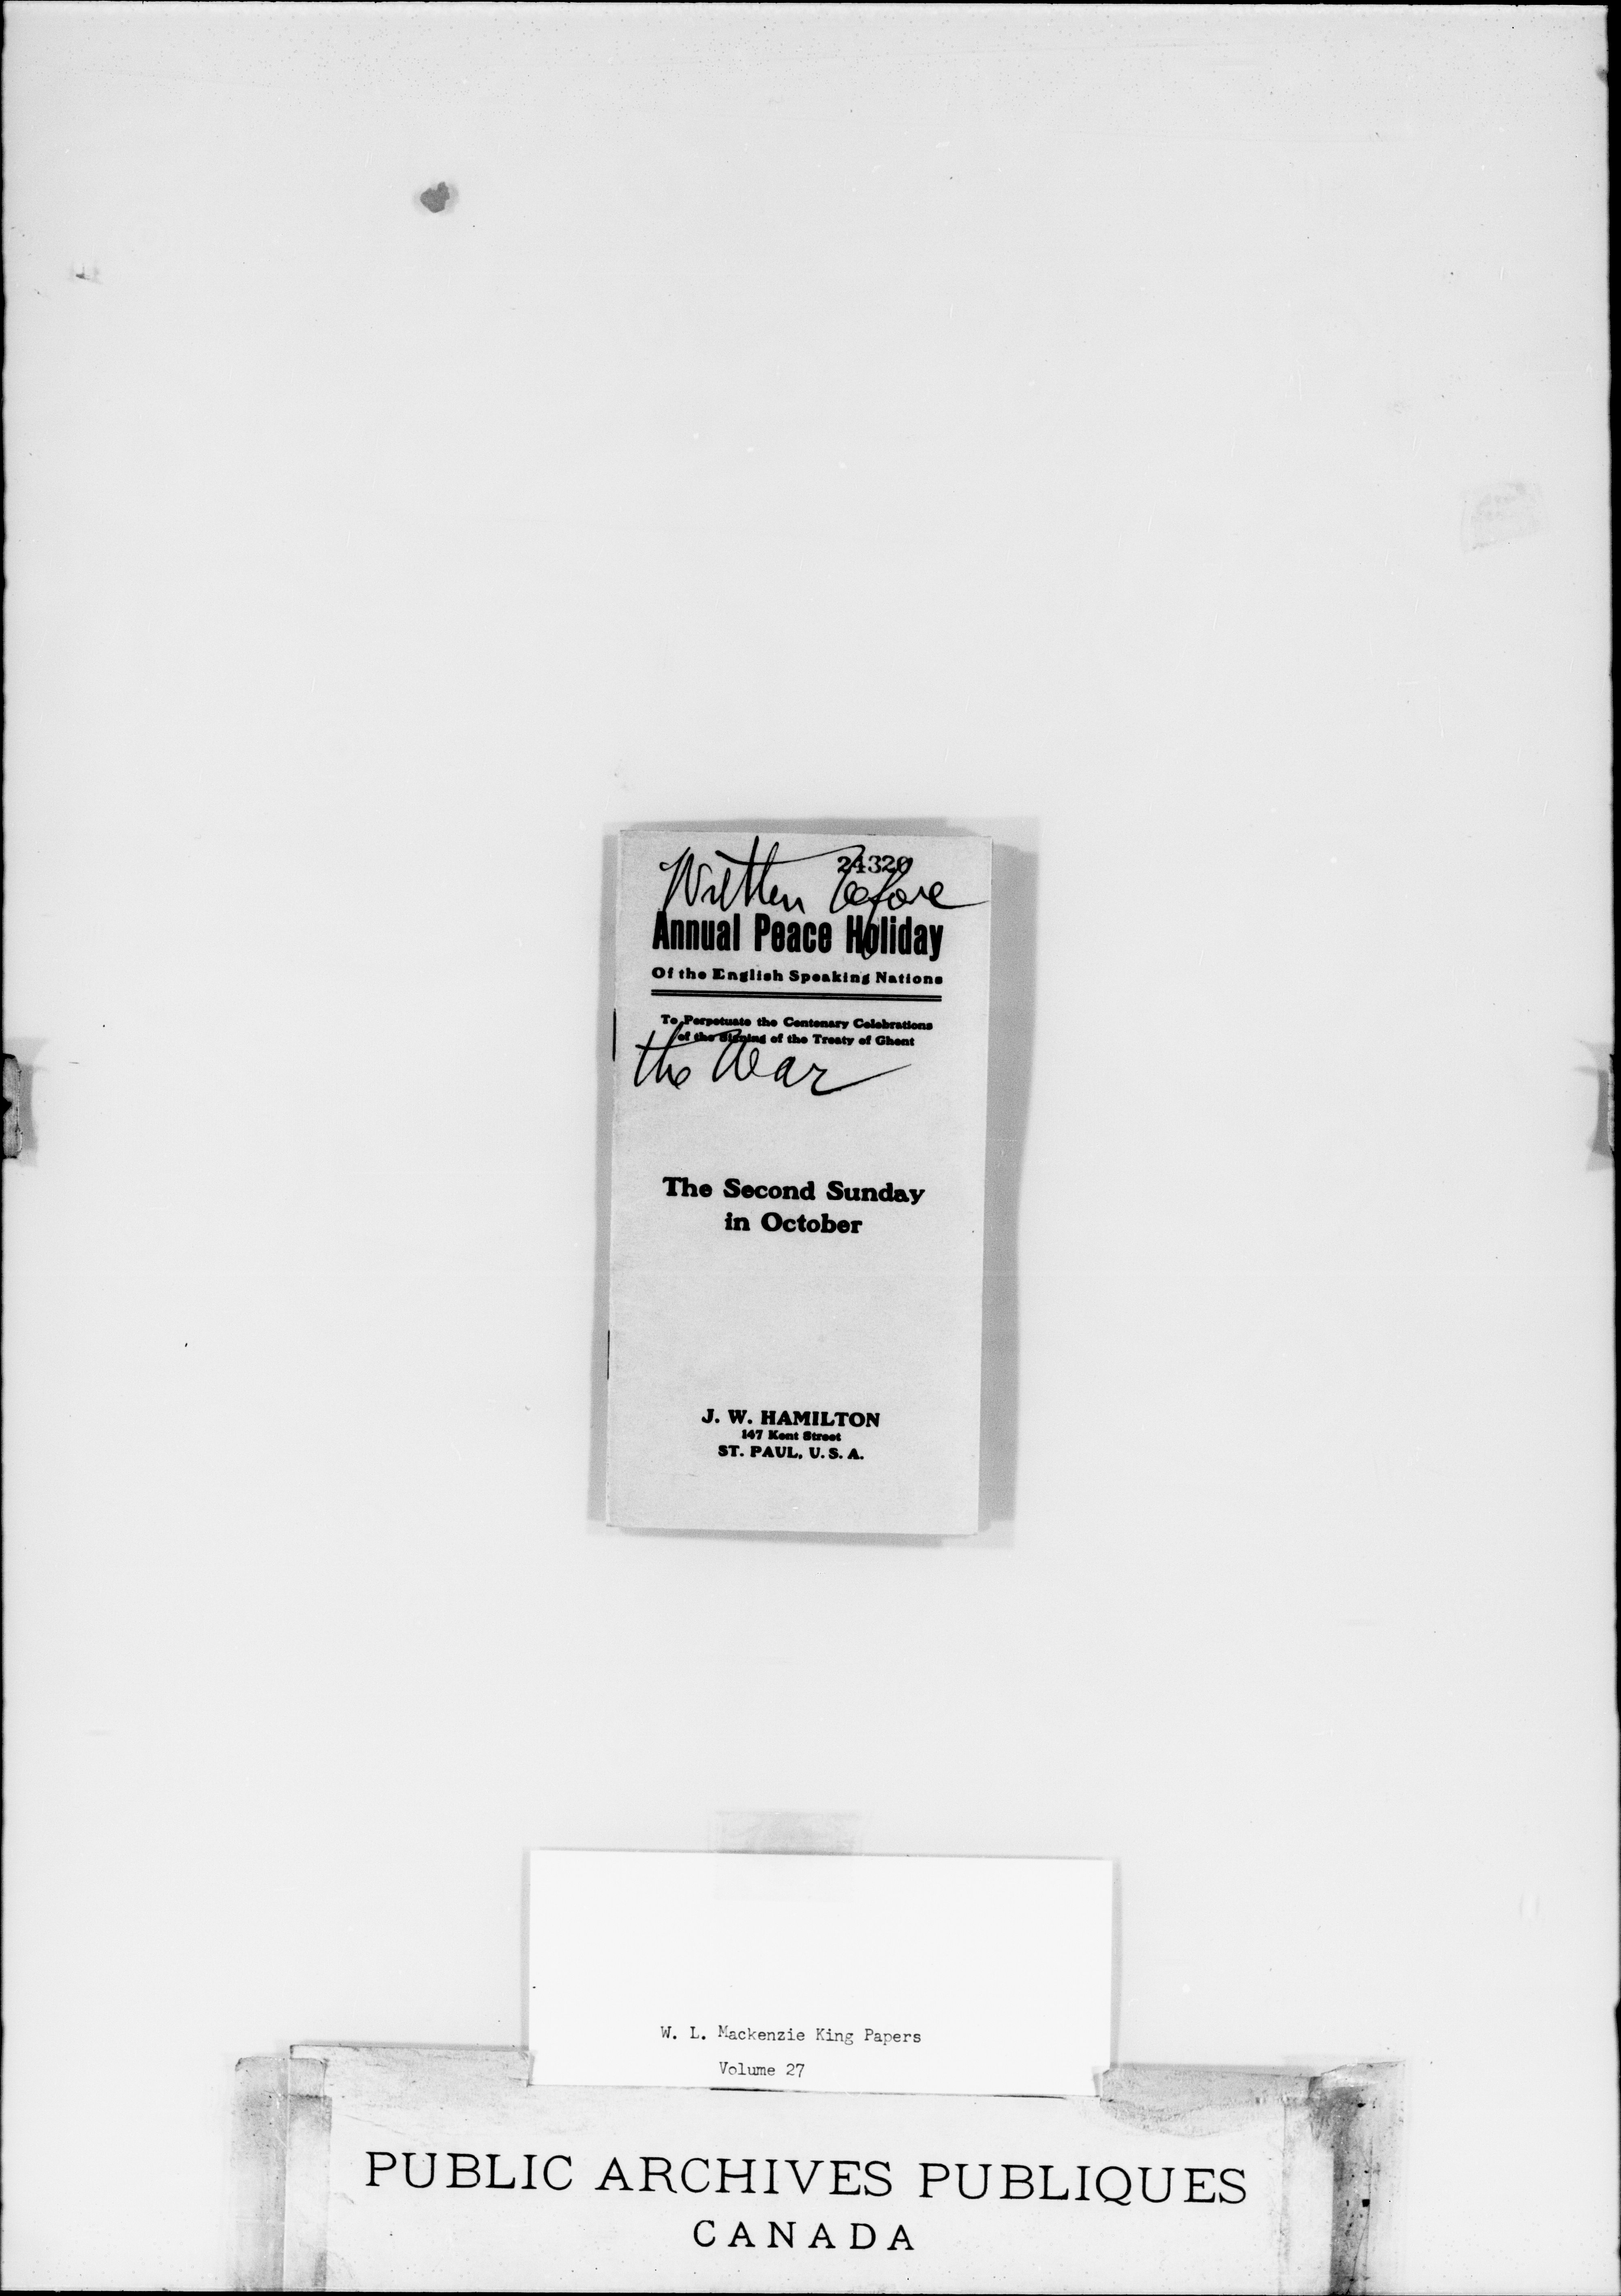 24320
Written before
Annual Peace Holiday
Of the English Speaking Nations
To Perpetuate the Centenary Celebrations
of the Signing of the Treaty of Ghent
the War
The Second Sunday
in October
J. W. HAMILTON
147 Kent Street
ST. PAUL, U. S. A.
W. L. Mackenzie King Papers
Volume 27
PUBLIC ARCHIVES PUBLIQUES
CANADA